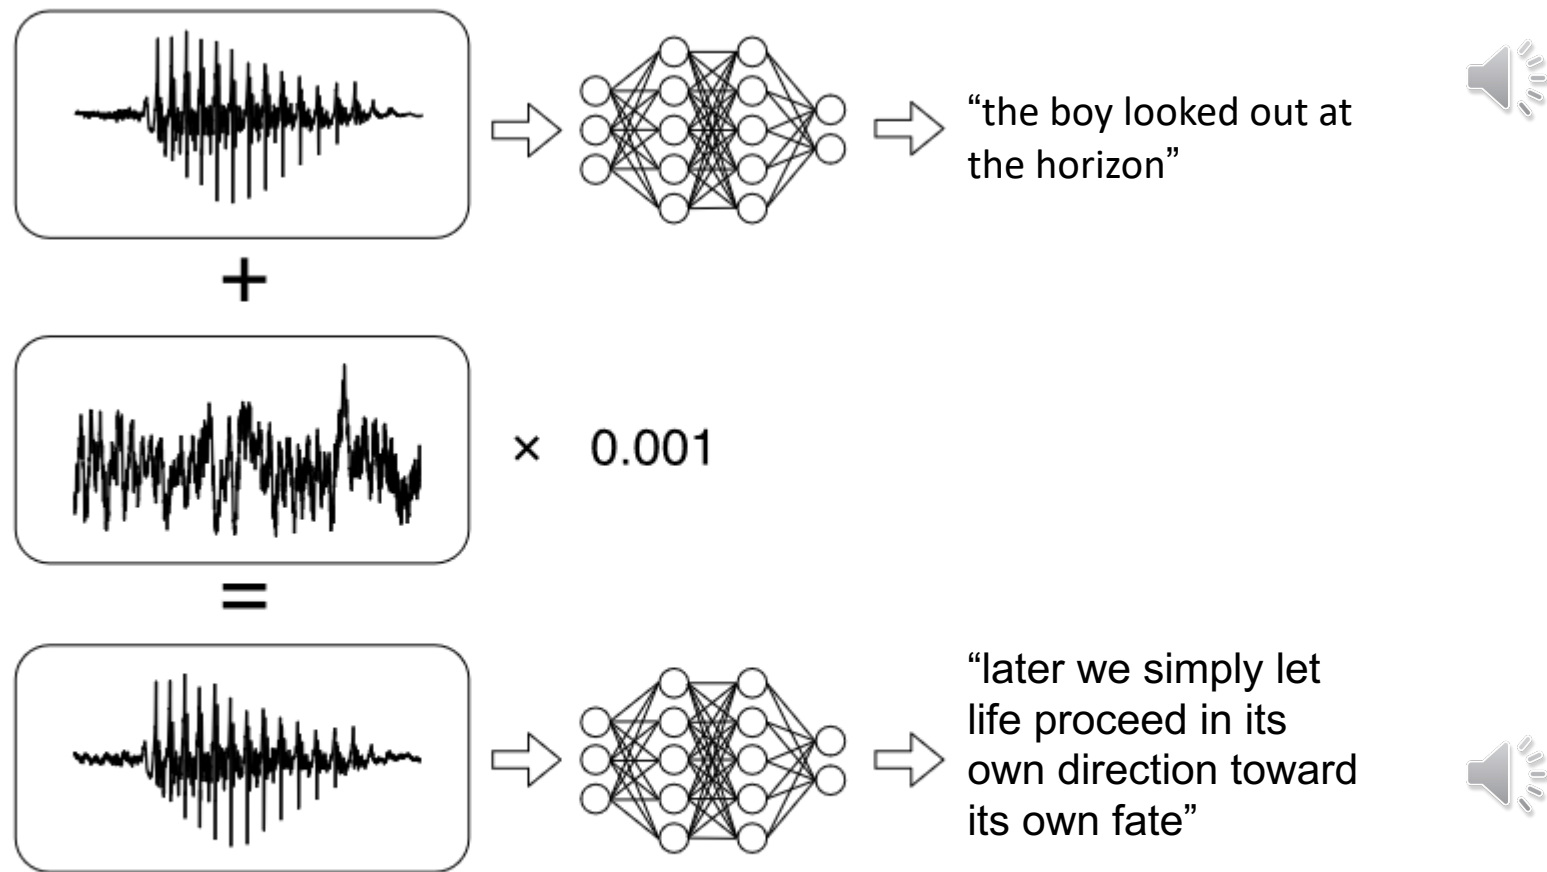 “the boy looked out at
the horizon”
+
× 0.001
=
“later we simply let
life proceed in its
own direction toward
its own fate”